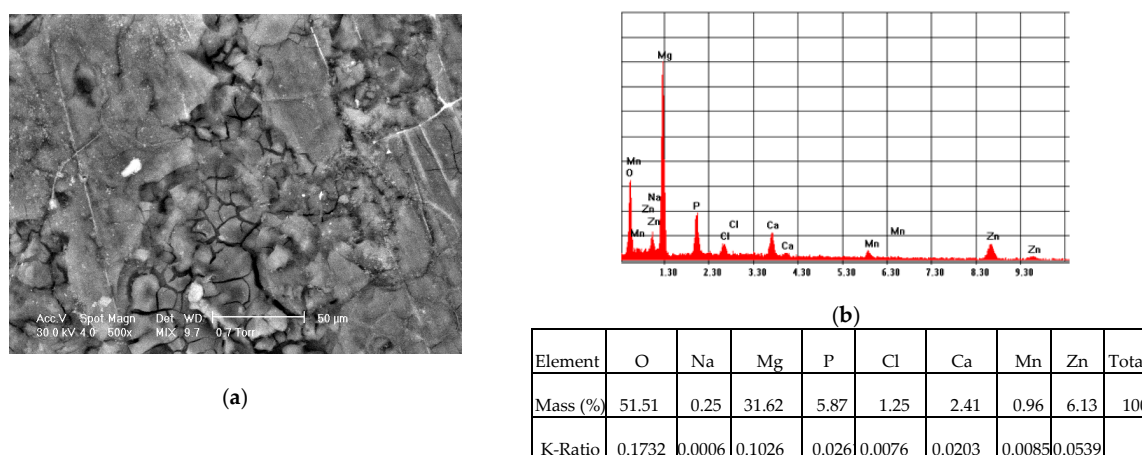 Acc.V Spot Magn Det WD 50 µm
30.0 kV 4.0 500x MIX 9.7 0.7 Torr
(a)
Mg
Mn
O
Na
Zn
Zn
Mn
P
Cl
Cl
Ca
Ca
Mn
Mn
Zn
Zn
1.30 2.30 3.30 4.30 5.30 6.30 7.30 8.30 9.30
(b)
Element O Na Mg P Cl Ca Mn Zn Tota
Mass (%) 51.51 0.25 31.62 5.87 1.25 2.41 0.96 6.13 100
K-Ratio 0.1732 0.0006 0.1026 0.026 0.0076 0.0203 0.0085 0.0539